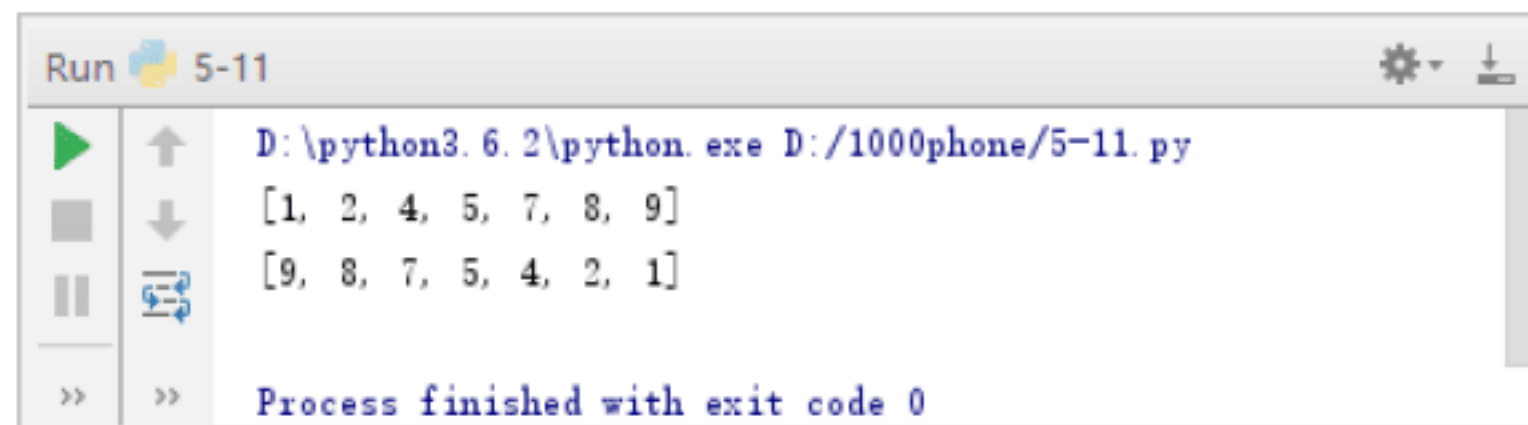 Run 5-11
D:\python3.6.2\python.exe D:/1000phone/5-11.py
[1, 2, 4, 5, 7, 8, 9]
[9, 8, 7, 5, 4, 2, 1]
Process finished with exit code 0